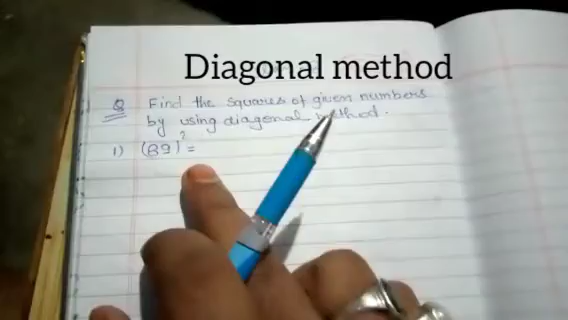 Diagonal method
Q Find the squares of given numbers
by using diagonal method.
1) (89)² =